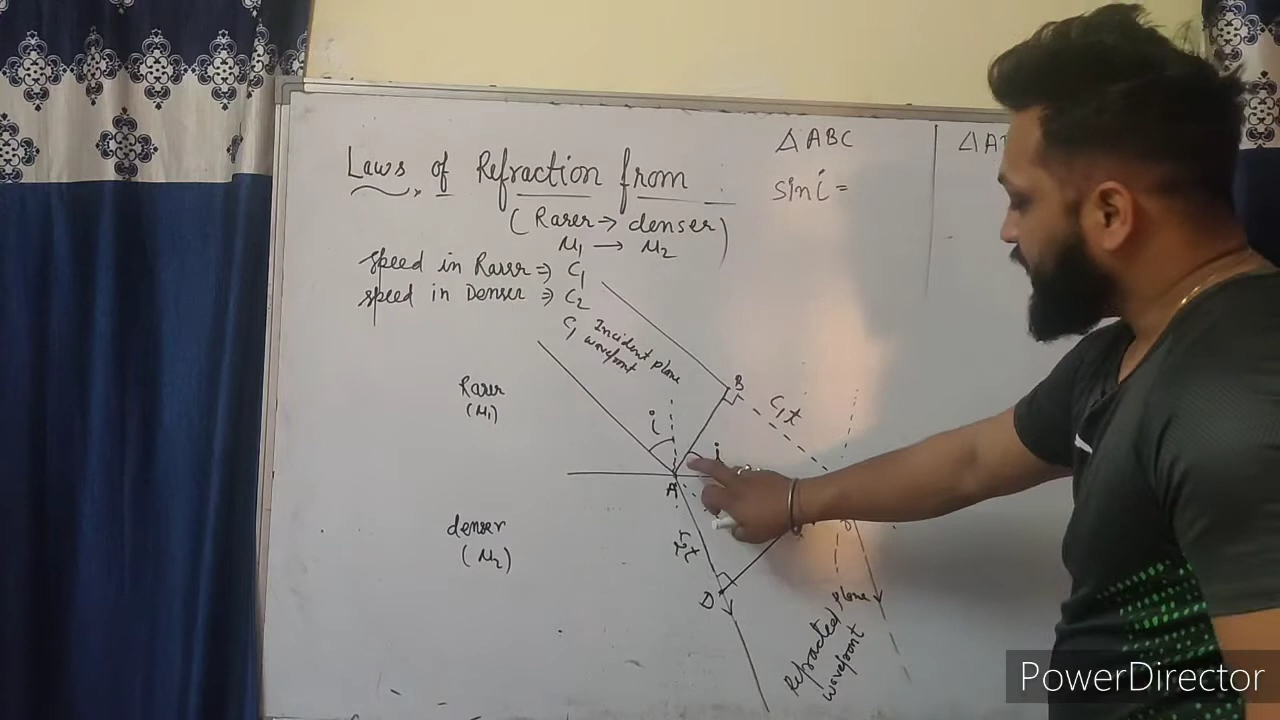 Laws of Refraction from
(Rarer → denser)
μ1 → μ2
speed in Rarer ⇒ C1
speed in Denser ⇒ C2
△ABC
sin i =
△A
C1
Incident plane
wavefront
Rarer
(μ1)
B
C1t
i
i
A
denser
(μ2)
C2t
D
Refracted plane
wavefront
PowerDirector